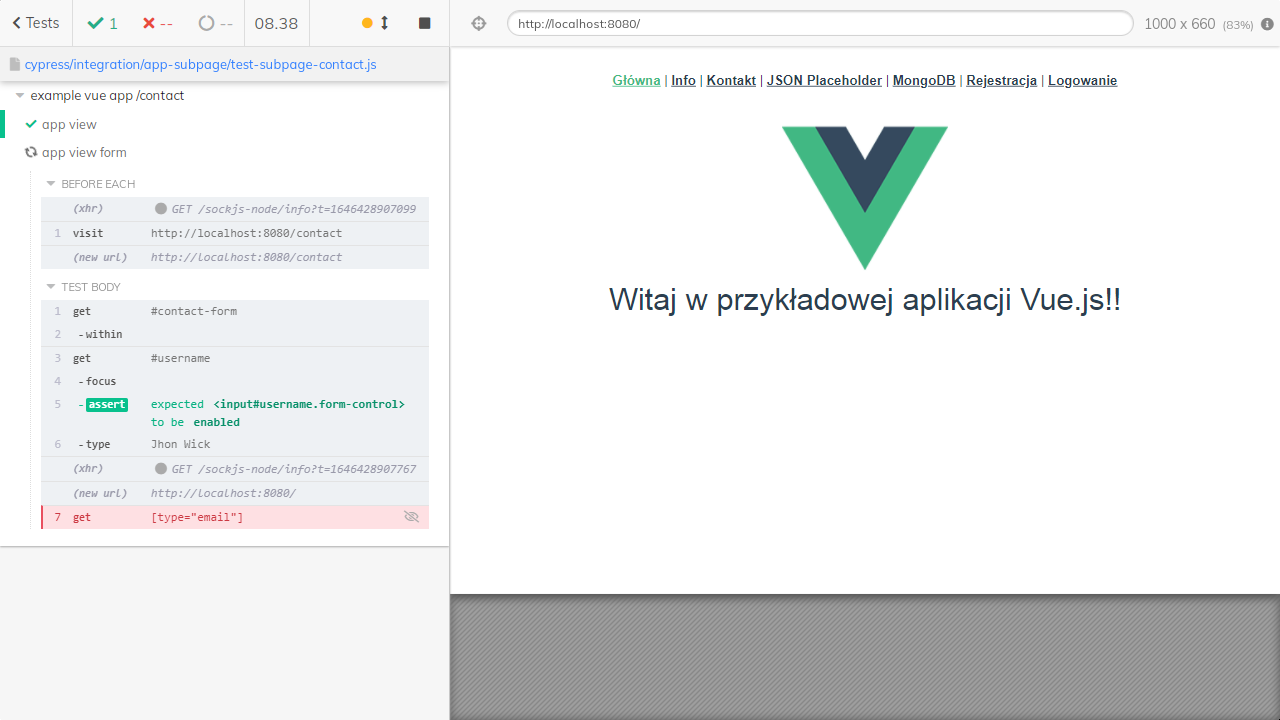 Tests
1
--
--
08.38
http://localhost:8080/
1000 x 660 (83%)
cypress/integration/app-subpage/test-subpage-contact.js
example vue app /contact
app view
app view form
BEFORE EACH
(xhr) GET /sockjs-node/info?t=1646428907099
1 visit http://localhost:8080/contact
(new url) http://localhost:8080/contact
TEST BODY
1 get #contact-form
2 -within
3 get #username
4 -focus
5 -assert expected <input#username.form-control>
to be enabled
6 -type Jhon Wick
(xhr) GET /sockjs-node/info?t=1646428907767
(new url) http://localhost:8080/
7 get [type="email"]
Główna | Info | Kontakt | JSON Placeholder | MongoDB | Rejestracja | Logowanie
Witaj w przykładowej aplikacji Vue.js!!